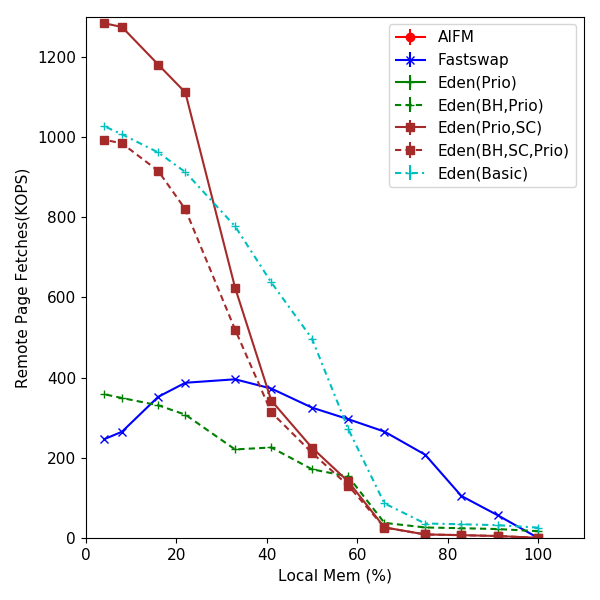 1200
1000
800
600
400
200
0
Remote Page Fetches(KOPS)
AIFM
Fastswap
Eden(Prio)
Eden(BH,Prio)
Eden(Prio,SC)
Eden(BH,SC,Prio)
Eden(Basic)
0 20 40 60 80 100
Local Mem (%)